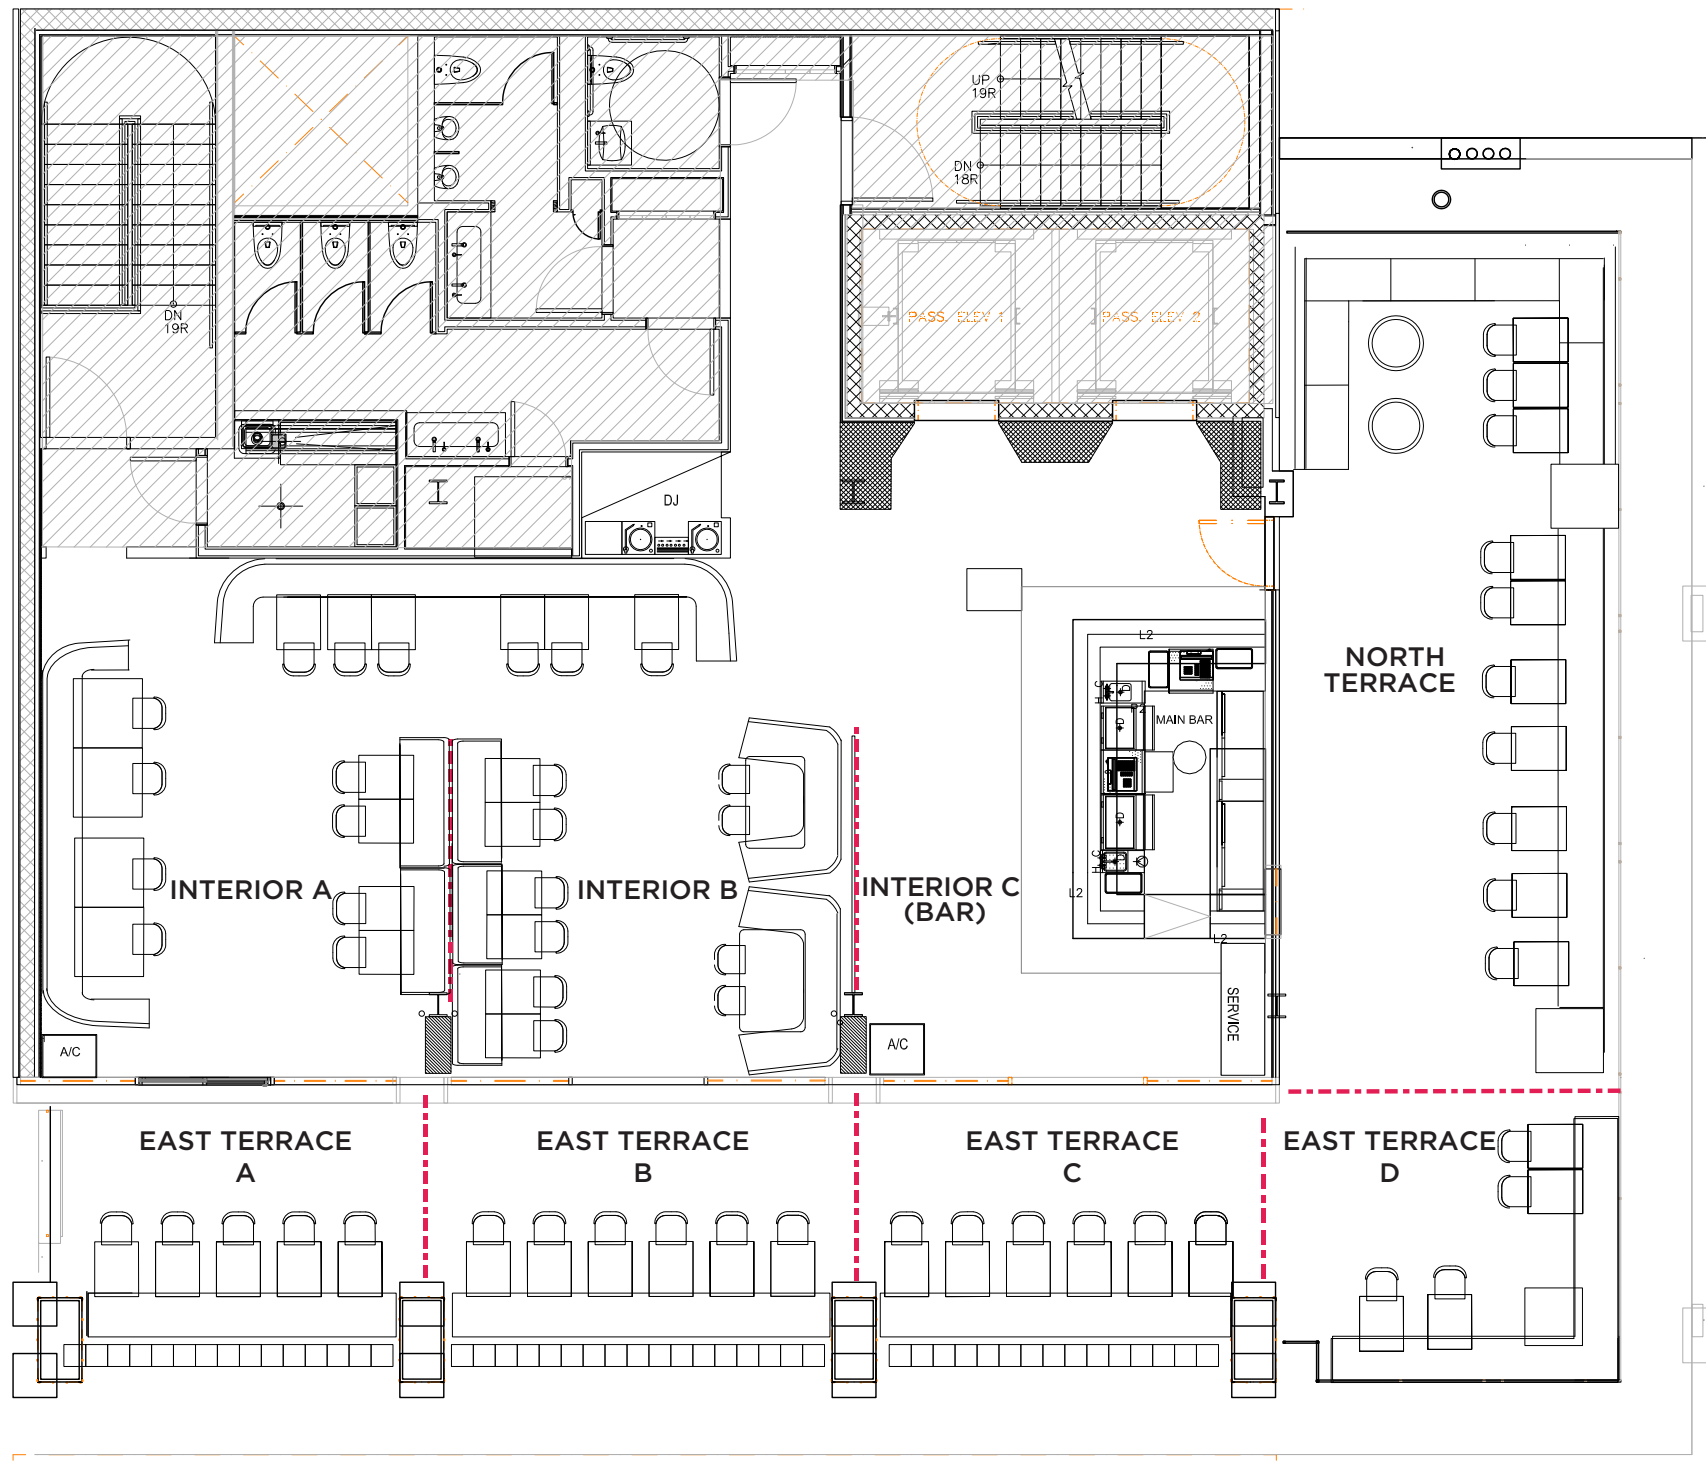 UP
19R
DN
18R
DN
19R
PASS. ELEV 1
PASS. ELEV 2
DJ
L2
H C
D
P2
D
MAIN BAR
D
H C
L2
L2
NORTH
TERRACE
INTERIOR A
INTERIOR B
INTERIOR C
(BAR)
SERVICE
A/C
A/C
EAST TERRACE
A
EAST TERRACE
B
EAST TERRACE
C
EAST TERRACE
D